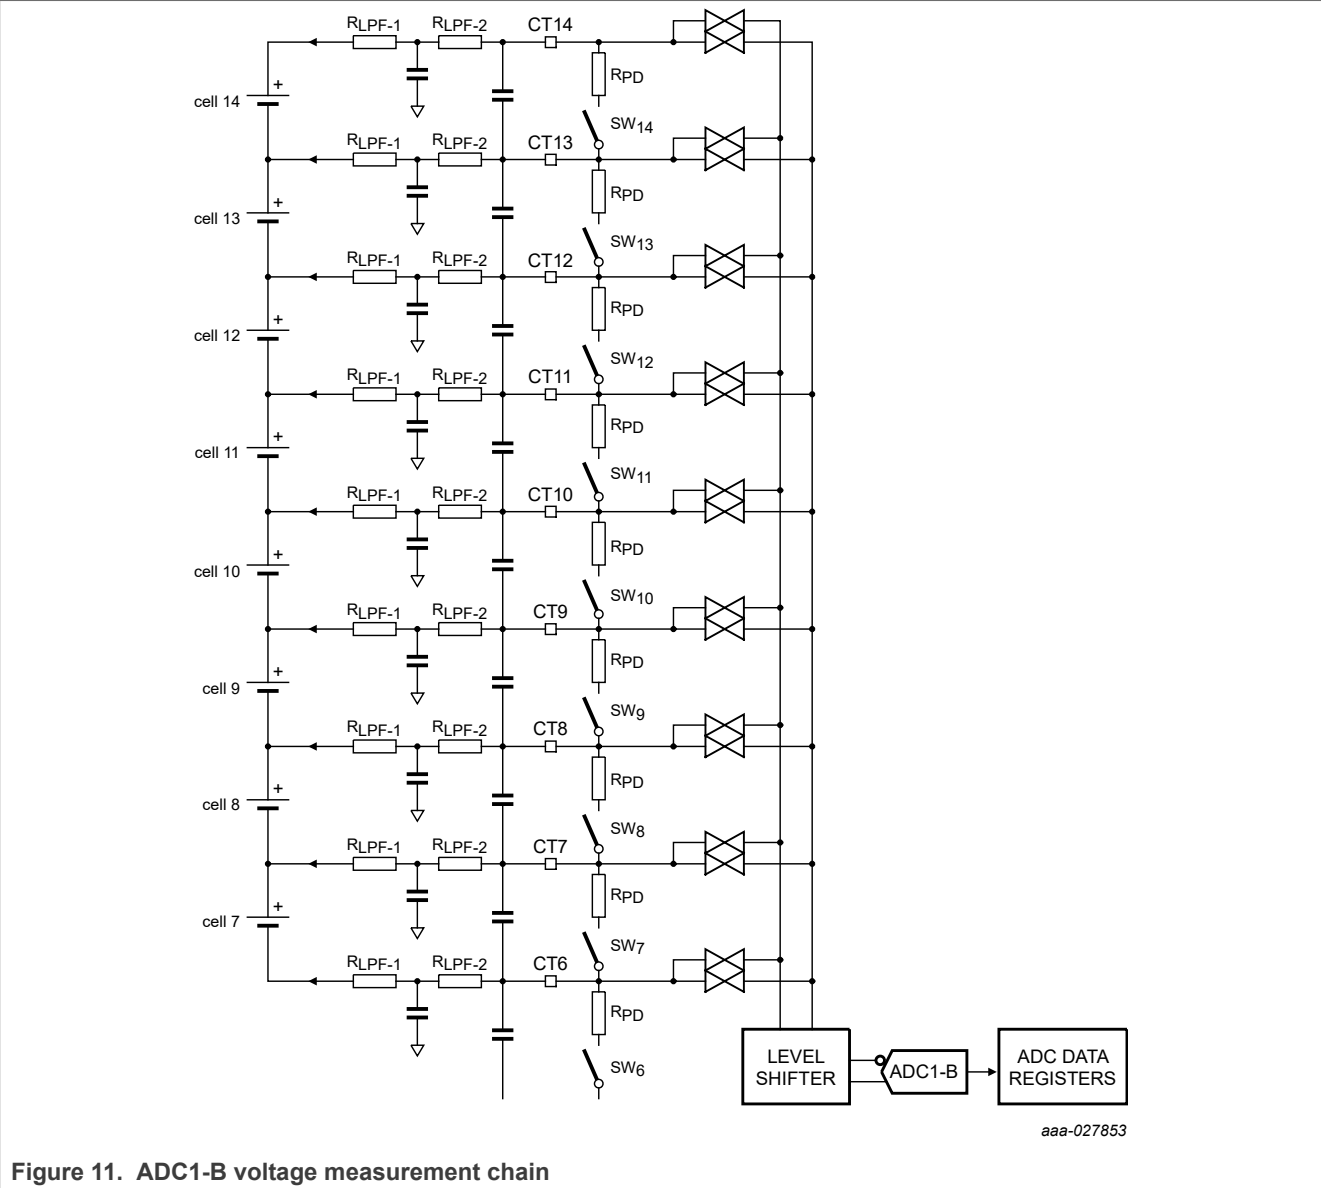 RLPF-1 RLPF-2 CT14
RPD
+
cell 14
SW14
RLPF-1 RLPF-2 CT13
RPD
+
cell 13
SW13
RLPF-1 RLPF-2 CT12
RPD
+
cell 12
SW12
RLPF-1 RLPF-2 CT11
RPD
+
cell 11
SW11
RLPF-1 RLPF-2 CT10
RPD
+
cell 10
SW10
RLPF-1 RLPF-2 CT9
RPD
+
cell 9
SW9
RLPF-1 RLPF-2 CT8
RPD
+
cell 8
SW8
RLPF-1 RLPF-2 CT7
RPD
+
cell 7
SW7
RLPF-1 RLPF-2 CT6
RPD
SW6
LEVEL
SHIFTER
ADC1-B
ADC DATA
REGISTERS
aaa-027853
Figure 11. ADC1-B voltage measurement chain